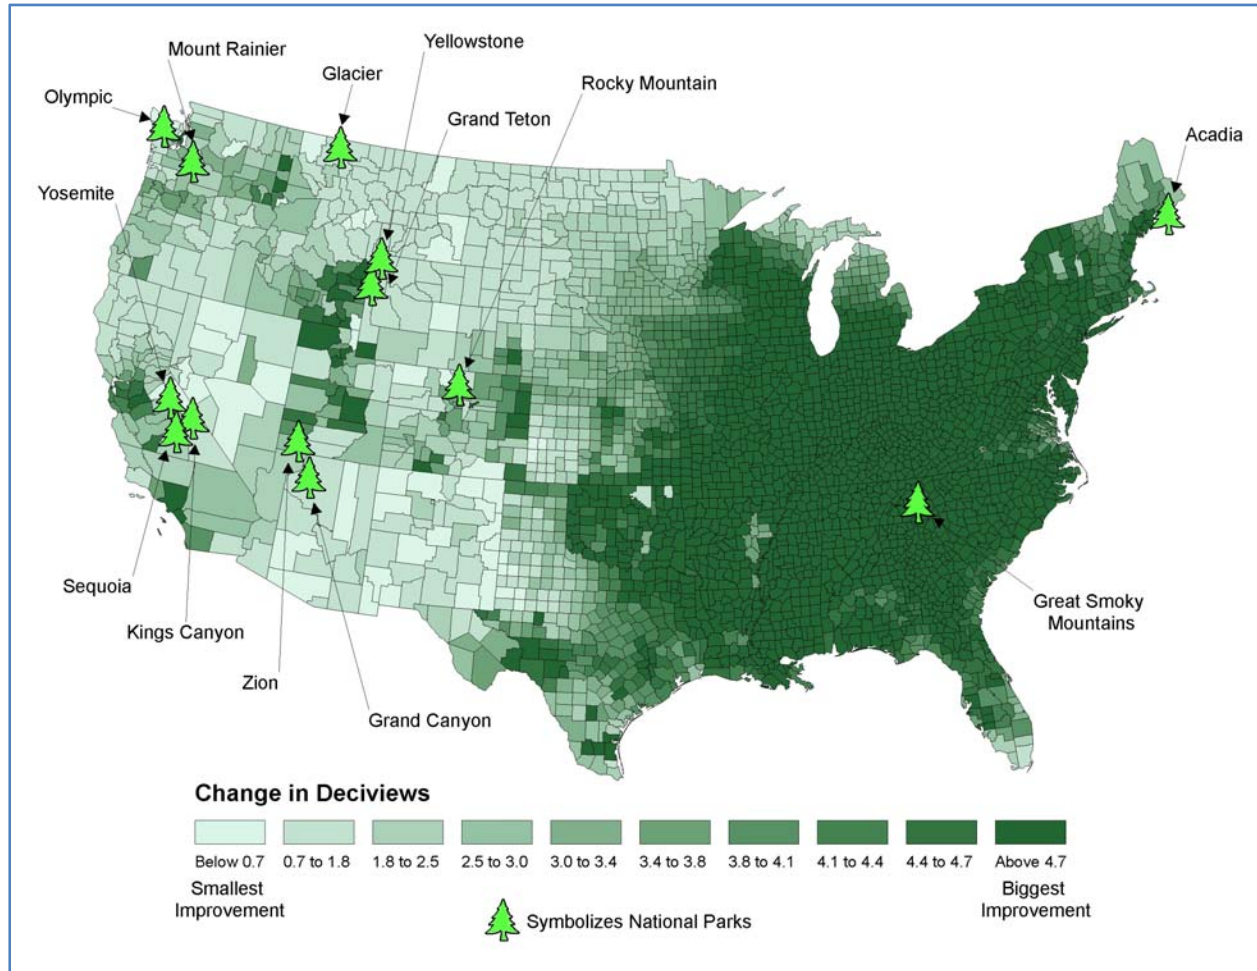 Yellowstone
Mount Rainier
Glacier
Rocky Mountain
Olympic
Grand Teton
Acadia
Yosemite
Sequoia
Great Smoky
Mountains
Kings Canyon
Zion
Grand Canyon
Change in Deciviews
Below 0.7
0.7 to 1.8
1.8 to 2.5
2.5 to 3.0
3.0 to 3.4
3.4 to 3.8
3.8 to 4.1
4.1 to 4.4
4.4 to 4.7
Above 4.7
Smallest
Improvement
Biggest
Improvement
Symbolizes National Parks